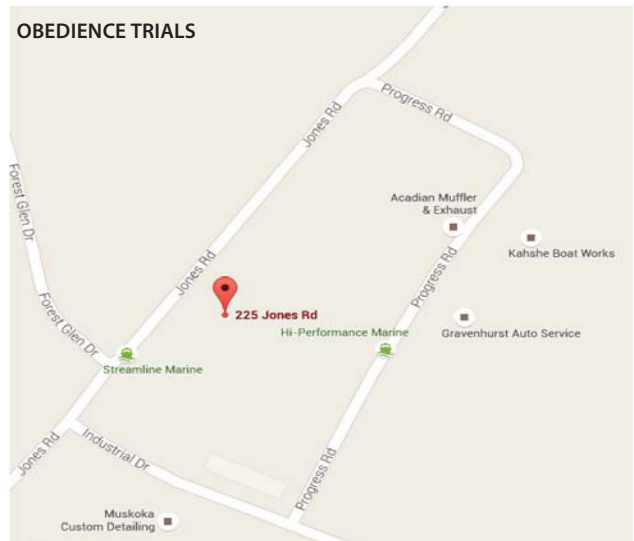 OBEDIENCE TRIALS
Progress Rd
Jones Rd
Forest Glen Dr
Acadian Muffler
& Exhaust
Kahshe Boat Works
Jones Rd
Progress Rd
225 Jones Rd
Hi-Performance Marine
Gravenhurst Auto Service
Forest Glen Dr
Streamline Marine
Jones Rd
Industrial Dr
Progress Rd
Muskoka
Custom Detailing